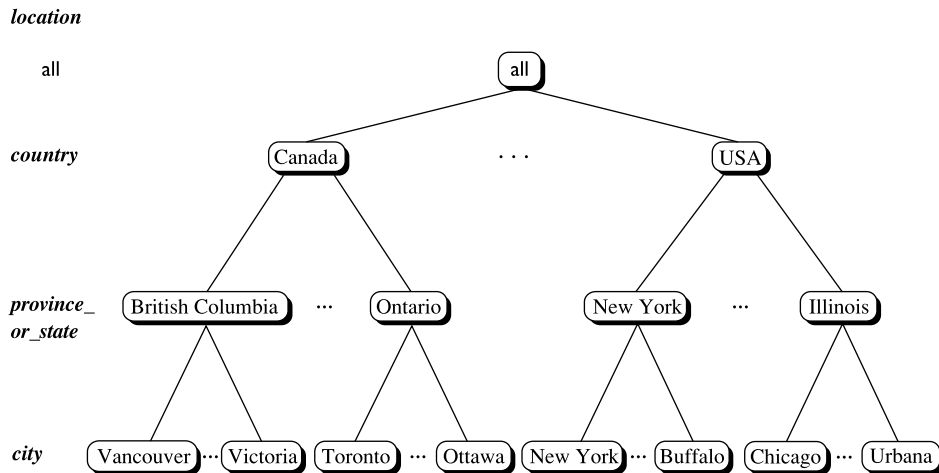 location
all all
country Canada ... USA
province_ British Columbia ... Ontario New York ... Illinois
or_state
city Vancouver ... Victoria Toronto ... Ottawa New York ... Buffalo Chicago ... Urbana